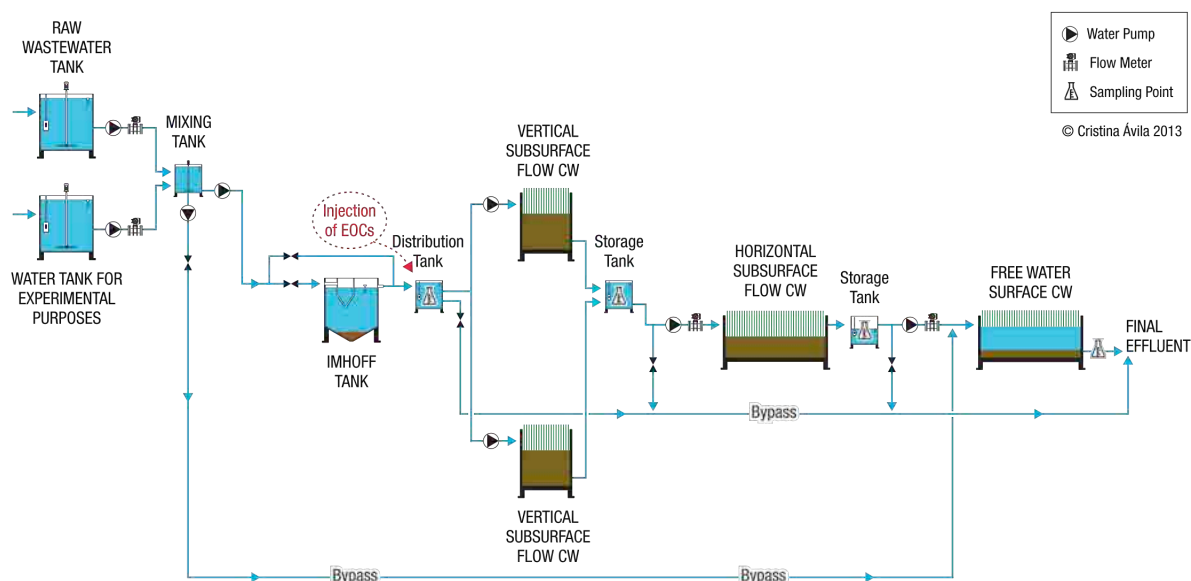 RAW
WASTEWATER
TANK
Water Pump
Flow Meter
Sampling Point
© Cristina Ávila 2013
MIXING
TANK
VERTICAL
SUBSURFACE
FLOW CW
Injection
of EOCs
Distribution
Tank
Storage
Tank
HORIZONTAL
SUBSURFACE
FLOW CW
Storage
Tank
FREE WATER
SURFACE CW
WATER TANK FOR
EXPERIMENTAL
PURPOSES
IMHOFF
TANK
FINAL
EFFLUENT
Bypass
VERTICAL
SUBSURFACE
FLOW CW
Bypass
Bypass